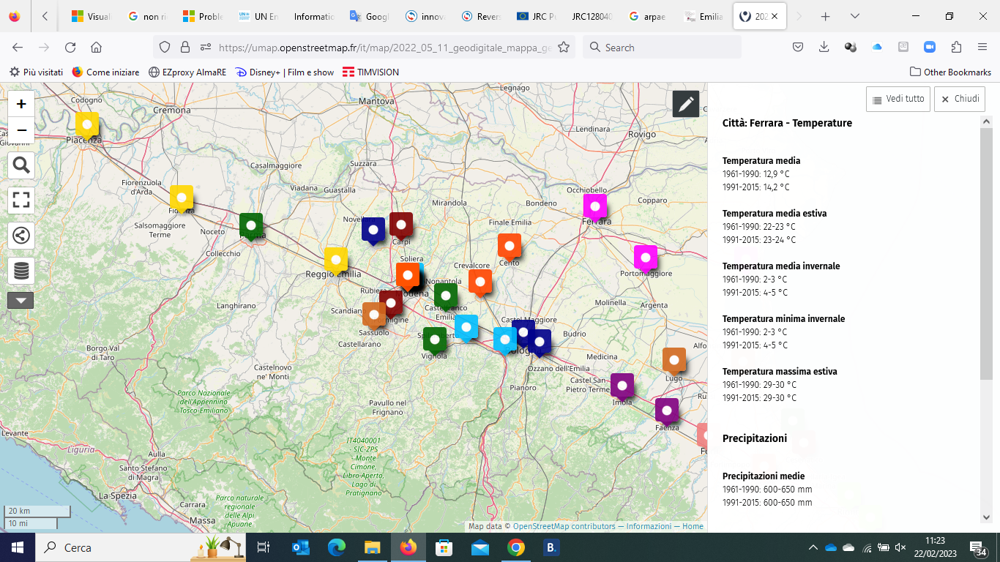 Visual
non ri
Proble
UN En
Informatio
Googl
innova
Revers
JRC P
JRC128040
arpae
Emilia
202
https://umap.openstreetmap.fr/it/map/2022_05_11_geodigitale_mappa_ge
Search
Più visitati
Come iniziare
EZproxy AlmaRE
Disney+ | Film e show
TIMVISION
Other Bookmarks
+
−
Codogno
Cremona
Mantova
Legnago
Piacenza
Lendinara
Rovigo
Casalmaggiore
Suzzara
Fiorenzuola
d'Arda
Viadana
Guastalla
Occhiobello
Mirandola
Bondeno
Copparo
Fidenza
Salsomaggiore
Terme
Noceto
Parma
Novellara
Finale Emilia
Ferrara
Carpi
Collecchio
Soliera
Crevalcore
Cento
Reggio Emilia
Portomaggiore
Nonantola
Rubiera
Modena
Langhirano
Castelfranco
Emilia
Molinella
Argenta
Scandiano
Formigine
Castel Maggiore
Sassuolo
Budrio
Castellarano
Borgo Val
di Taro
Vignola
Bologna
Medicina
Castelnovo
ne' Monti
Ozzano dell'Emilia
Lugo
Castel San
Pietro Terme
Pianoro
Parco Nazionale
dell'Appennino
Tosco-Emiliano
Pavullo nel
Frignano
Imola
Faenza
Levante
Liguria
IT4040001
- SIC-ZPS
- Monte
Cimone,
Libro-Aperto,
Lago di
Pratignano
Aulla
Santo Stefano
di Magra
La Spezia
Carrara
Massa
Parco naturale
regionale
delle Alpi
Apuane
20 km
10 mi
Map data © OpenStreetMap contributors — Informazioni — Home
Vedi tutto
Chiudi
Città: Ferrara - Temperature
Temperatura media
1961-1990: 12,9 °C
1991-2015: 14,2 °C
Temperatura media estiva
1961-1990: 22-23 °C
1991-2015: 23-24 °C
Temperatura media invernale
1961-1990: 2-3 °C
1991-2015: 4-5 °C
Temperatura minima invernale
1961-1990: 2-3 °C
1991-2015: 4-5 °C
Temperatura massima estiva
1961-1990: 29-30 °C
1991-2015: 29-30 °C
Precipitazioni
Precipitazioni medie
1961-1990: 600-650 mm
1991-2015: 600-650 mm
Cerca
B.
11:23
22/02/2023
34